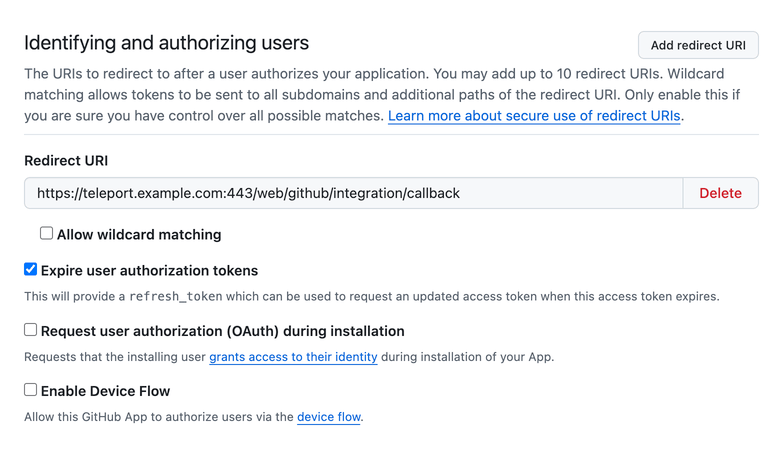 Identifying and authorizing users
Add redirect URI
The URIs to redirect to after a user authorizes your application. You may add up to 10 redirect URIs. Wildcard
matching allows tokens to be sent to all subdomains and additional paths of the redirect URI. Only enable this if
you are sure you have control over all possible matches. Learn more about secure use of redirect URIs.
Redirect URI
https://teleport.example.com:443/web/github/integration/callback
Delete
Allow wildcard matching
Expire user authorization tokens
This will provide a refresh_token which can be used to request an updated access token when this access token expires.
Request user authorization (OAuth) during installation
Requests that the installing user grants access to their identity during installation of your App.
Enable Device Flow
Allow this GitHub App to authorize users via the device flow.